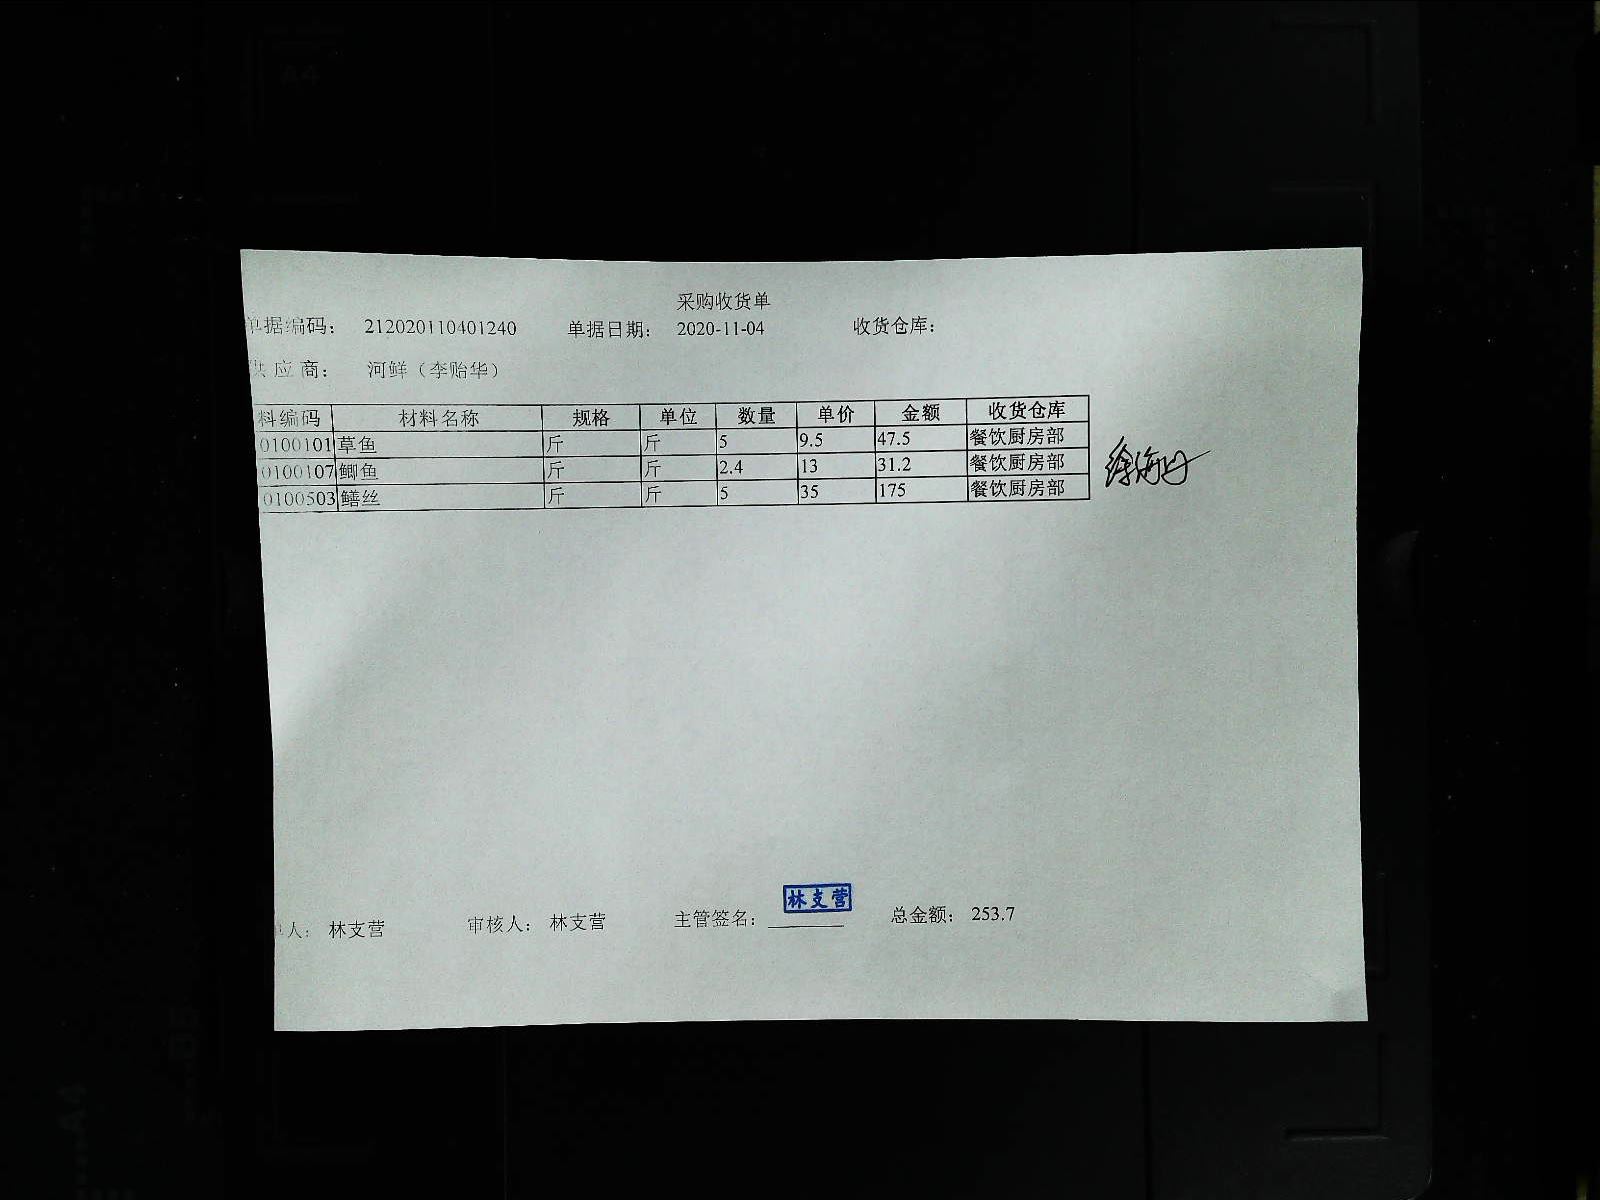 采购收货单
单据编码： 212020110401240 单据日期： 2020-11-04 收货仓库：
供应商： 河鲜（李贻华）
料编码 材料名称 规格 单位 数量 单价 金额 收货仓库
0100101 草鱼 斤 斤 5 9.5 47.5 餐饮厨房部
0100107 鲫鱼 斤 斤 2.4 13 31.2 餐饮厨房部
0100503 鳝丝 斤 斤 5 35 175 餐饮厨房部
林支营
人： 林支营 审核人： 林支营 主管签名： 总金额： 253.7